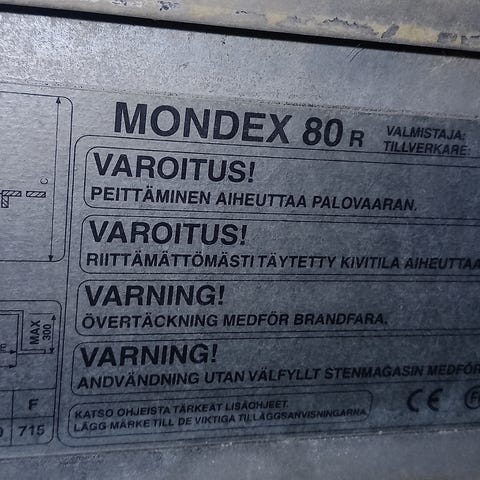 MONDEX 80 R
VALMISTAJA:
TILLVERKARE:
VAROITUS!
PEITTÄMINEN AIHEUTTAA PALOVAARAN.
VAROITUS!
RIITTÄMÄTTÖMÄSTI TÄYTETTY KIVITILA AIHEUTTAA
VARNING!
ÖVERTÄCKNING MEDFÖR BRANDFARA.
VARNING!
ANDVÄNDNING UTAN VÄLFYLLT STENMAGASIN MEDFÖR
KATSO OHJEISTA TÄRKEÄT LISÄOHJEET.
LÄGG MÄRKE TILL DE VIKTIGA TILLÄGGSANVISNINGARNA
CE
C
MAX
300
F
715